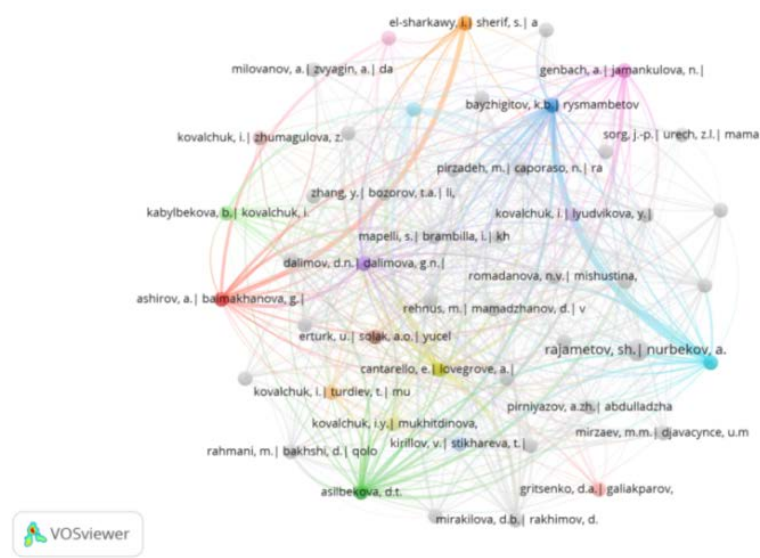 el-sharkawy, i.| sherif, s.| a
milovanov, a.| zvyagin, a.| da
genbach, a.| jamankulova, n.|
bayzhigitov, k.b.| rysmambetov
kovalchuk, i.| zhumagulova, z.
sorg, j.-p.| urech, z.l.| mama
pirzadeh, m.| caporaso, n.| ra
zhang, y.| bozorov, t.a.| li,
kabylbekova, b.| kovalchuk, i.
kovalchuk, i.| lyudvikova, y.|
mapelli, s.| brambilla, i.| kh
dalimov, d.n.| dalimova, g.n.|
romadanova, n.v.| mishustina,
ashirov, a.| baimakhanova, g.|
rehnus, m.| mamadzhanov, d.| v
erturk, u.| solak, a.o.| yucel
rajametov, sh.| nurbekov, a.
cantarello, e.| lovegrove, a.|
kovalchuk, i.| turdiev, t.| mu
pirniyazov, a.zh.| abdulladzha
kovalchuk, i.y.| mukhitdinova,
mirzaev, m.m.| djavacynce, u.m
kirillov, v.| stikhareva, t.|
rahmani, m.| bakhshi, d.| qolo
asilbekova, d.t.
gritsenko, d.a.| galiakparov,
mirakilova, d.b.| rakhimov, d.
VOSviewer